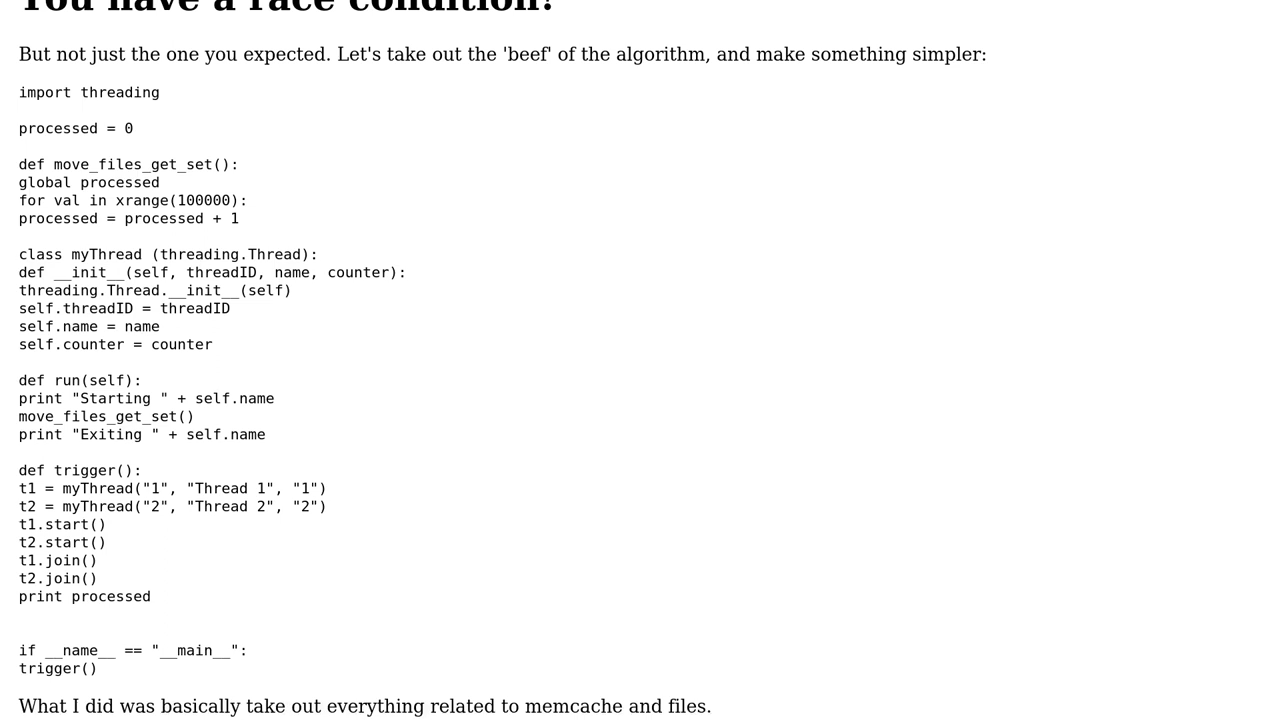 You have a race condition!
But not just the one you expected. Let's take out the 'beef' of the algorithm, and make something simpler:
import threading
processed = 0
def move_files_get_set():
global processed
for val in xrange(100000):
processed = processed + 1
class myThread (threading.Thread):
def __init__(self, threadID, name, counter):
threading.Thread.__init__(self)
self.threadID = threadID
self.name = name
self.counter = counter
def run(self):
print "Starting " + self.name
move_files_get_set()
print "Exiting " + self.name
def trigger():
t1 = myThread("1", "Thread 1", "1")
t2 = myThread("2", "Thread 2", "2")
t1.start()
t2.start()
t1.join()
t2.join()
print processed
if __name__ == "__main__":
trigger()
What I did was basically take out everything related to memcache and files.